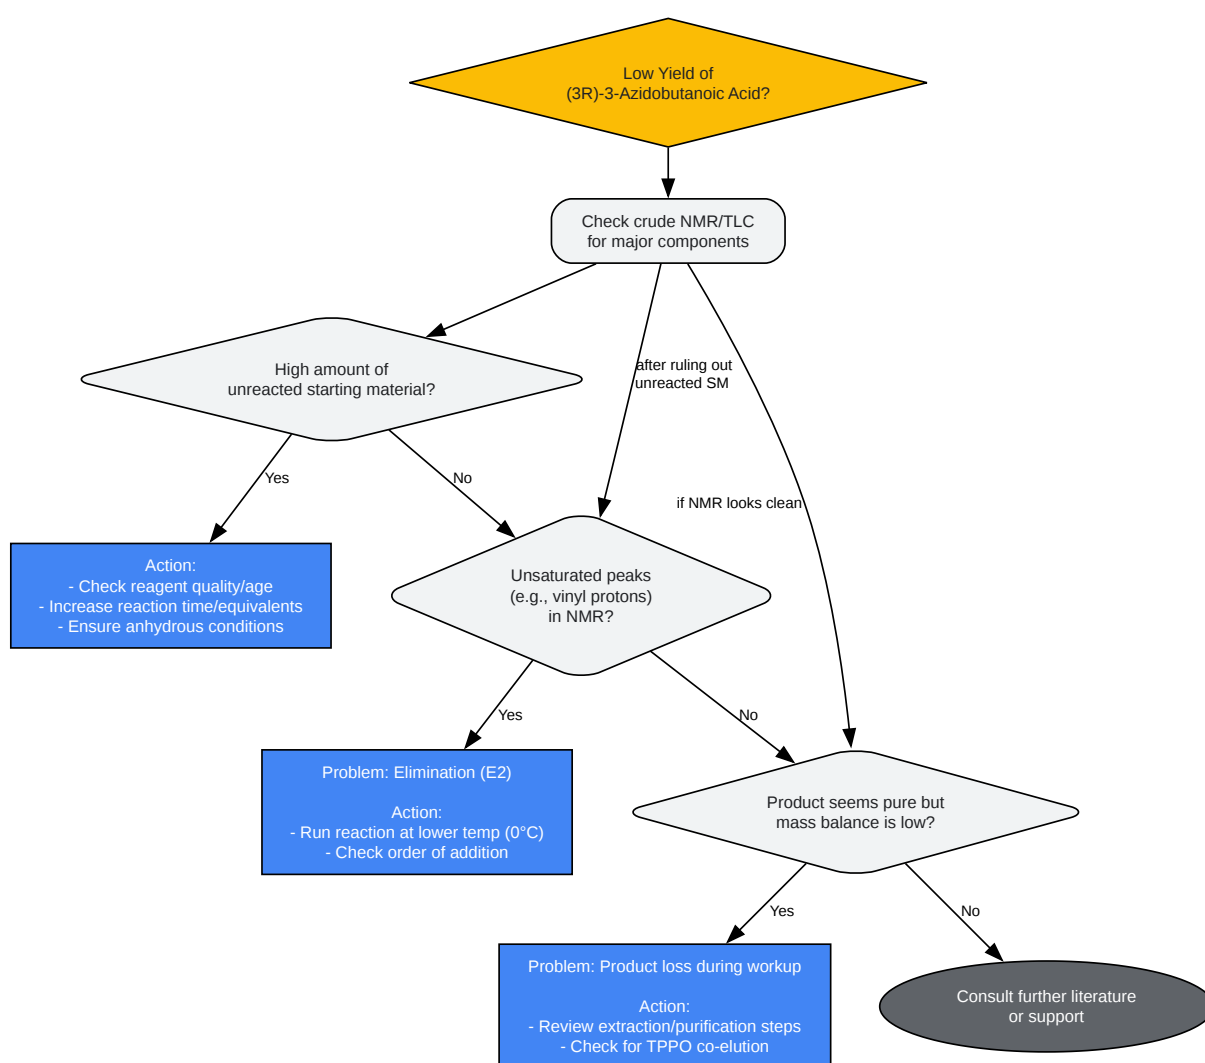 Low Yield of
(3R)-3-Azidobutanoic Acid?
Check crude NMR/TLC
for major components
after ruling out
unreacted SM
High amount of
unreacted starting material?
Yes
No
if NMR looks clean
Action:
- Check reagent quality/age
- Increase reaction time/equivalents
- Ensure anhydrous conditions
Unsaturated peaks
(e.g., vinyl protons)
in NMR?
Yes
No
Problem: Elimination (E2)
Action:
- Run reaction at lower temp (0°C)
- Check order of addition
Product seems pure but
mass balance is low?
Yes
No
Problem: Product loss during workup
Action:
- Review extraction/purification steps
- Check for TPPO co-elution
Consult further literature
or support